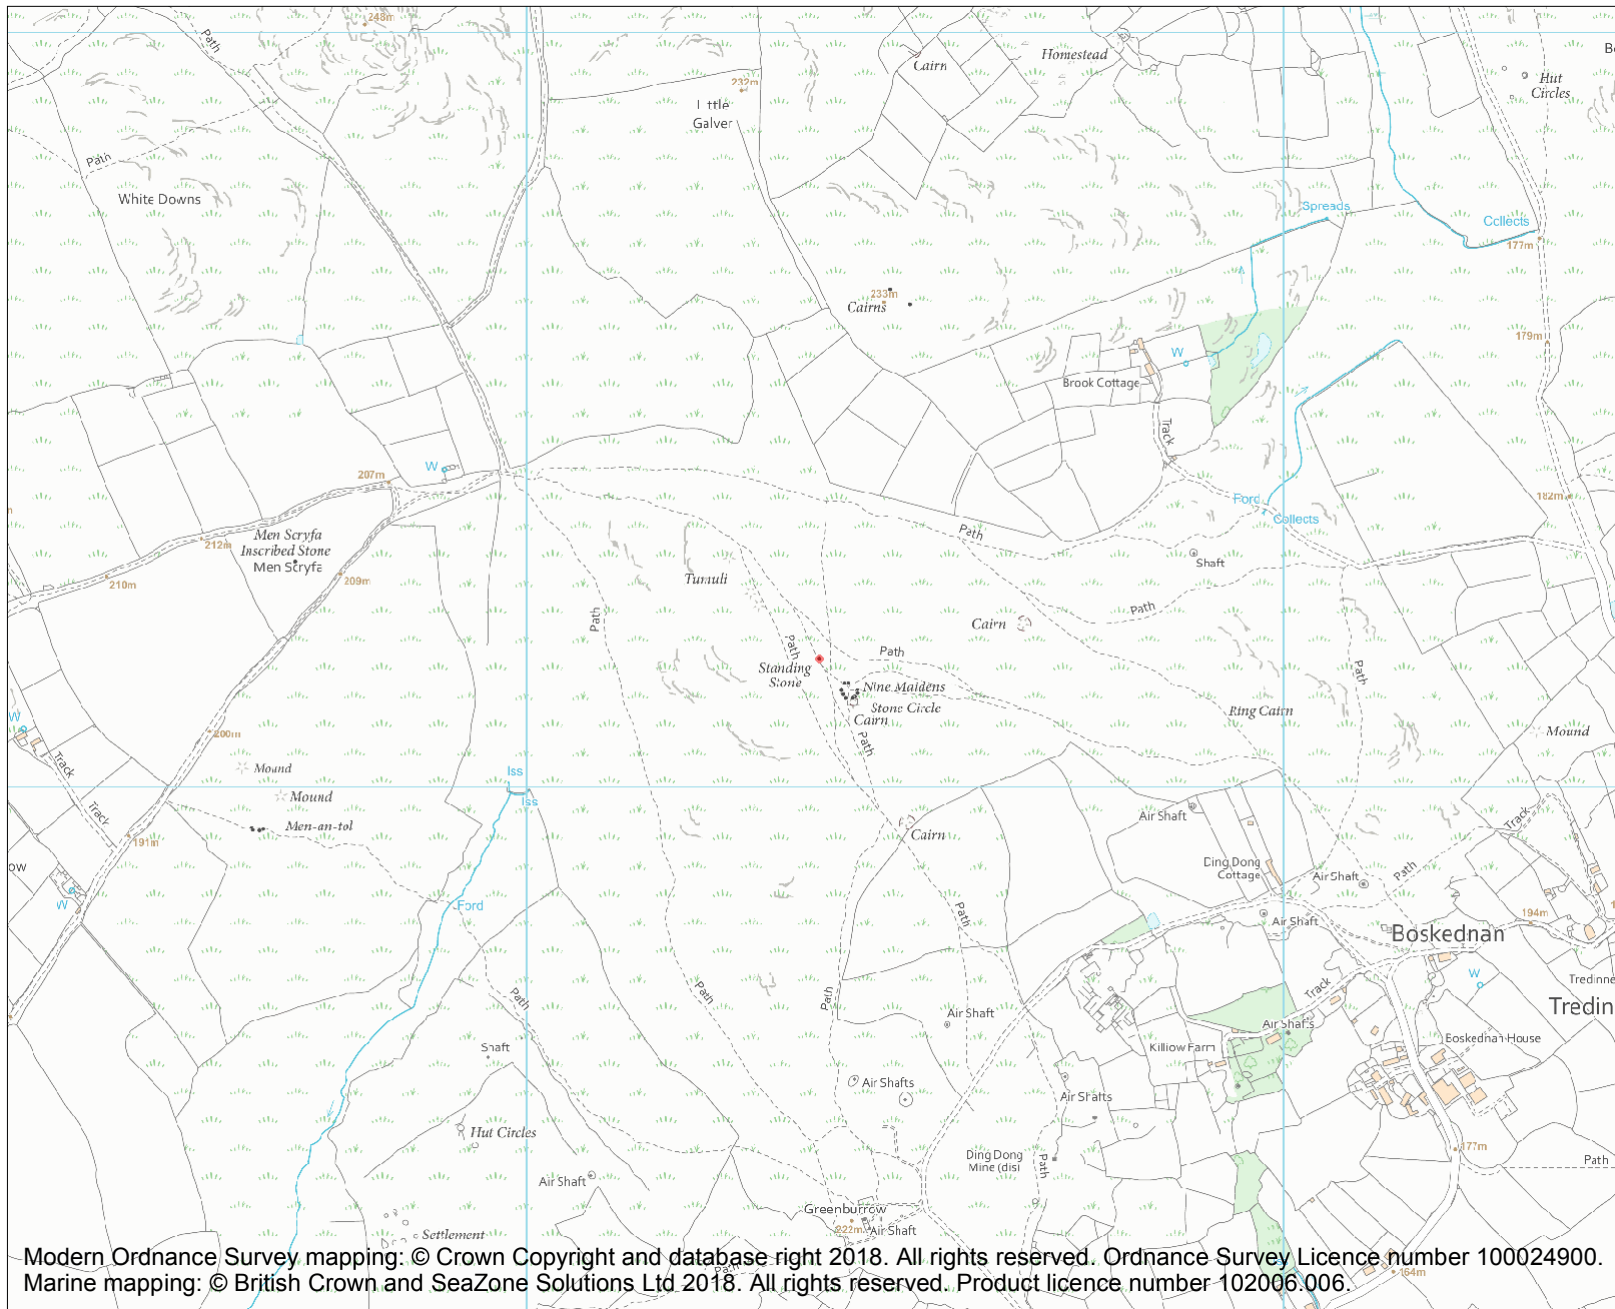 248m
Path
Cairn
Homestead
Hut
Circles
232m
Little
Galver
Path
White Downs
Spreads
Collects
177m
233m
Cairns
179m
W
Brook Cottage
Track
W
207m
182m
Ford
Collects
Path
Men Scryfa
Inscribed Stone
Men Scryfa
212m
209m
210m
Shaft
Tumuli
Path
Path
Cairn
Path
Path
Path
Standing
Stone
Nine Maidens
Stone Circle
Cairn
Path
Ring Cairn
Mound
W
200m
Track
Mound
Mound
Iss
Iss
Men-an-tol
Track
191m
Air Shaft
Track
Cairn
ow
W
Ding Dong
Cottage
Air Shaft
Path
Ford
Path
Air Shaft
194m
Boskednan
W
Tredinne
Tredin
Path
Path
Path
Track
Air Shaft
Air Shafts
Killiow Farm
Boskednan House
Shaft
Air Shafts
Air Shafts
Hut Circles
177m
Ding Dong
Mine (dis)
Path
Path
Air Shaft
Greenburrow
222m
Air Shaft
Settlement
Path
164m
Modern Ordnance Survey mapping: © Crown Copyright and database right 2018. All rights reserved. Ordnance Survey Licence number 100024900.
Marine mapping: © British Crown and SeaZone Solutions Ltd 2018. All rights reserved. Product licence number 102006.006.